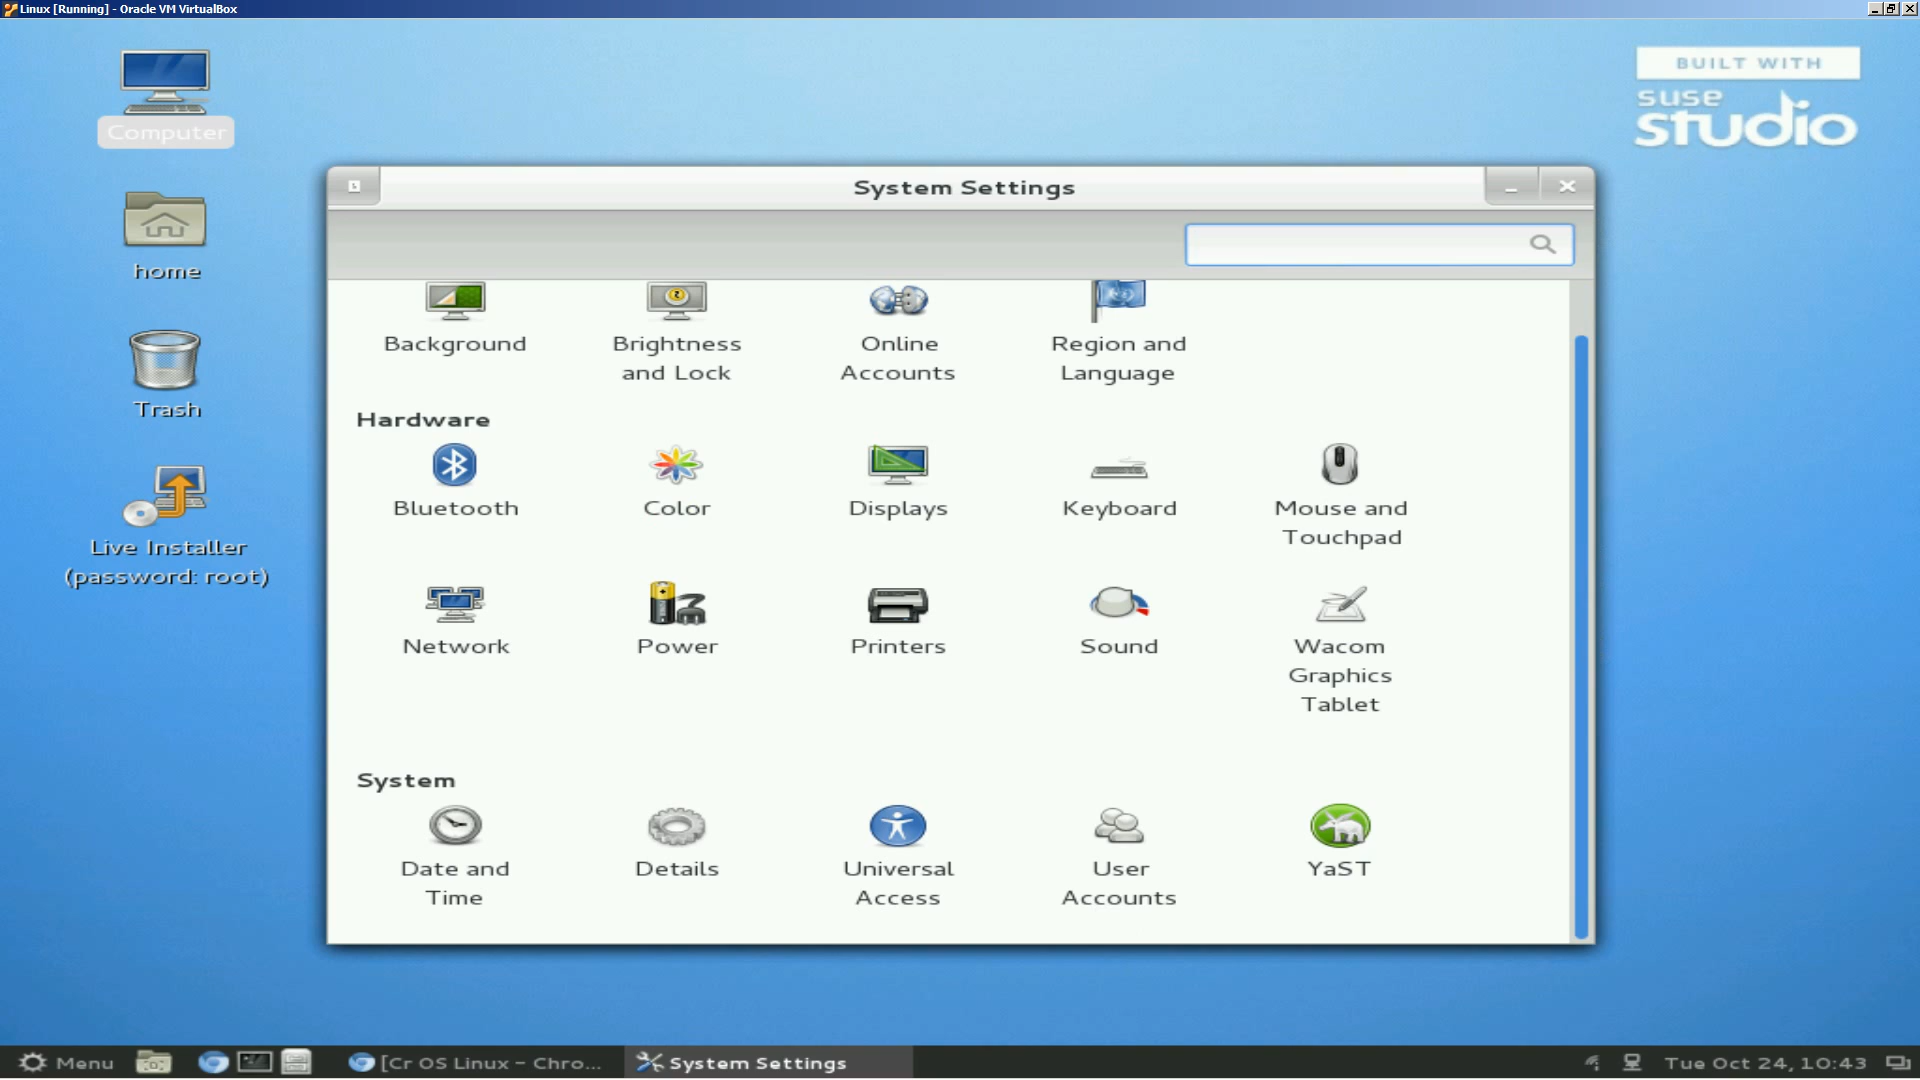 Linux [Running] - Oracle VM VirtualBox
Computer
home
Trash
Live Installer
(password: root)
BUILT WITH
suse
studio
System Settings
Background
Brightness
and Lock
Online
Accounts
Region and
Language
Hardware
Bluetooth
Color
Displays
Keyboard
Mouse and
Touchpad
Network
Power
Printers
Sound
Wacom
Graphics
Tablet
System
Date and
Time
Details
Universal
Access
User
Accounts
YaST
Menu
[Cr OS Linux - Chro...
System Settings
Tue Oct 24, 10:43